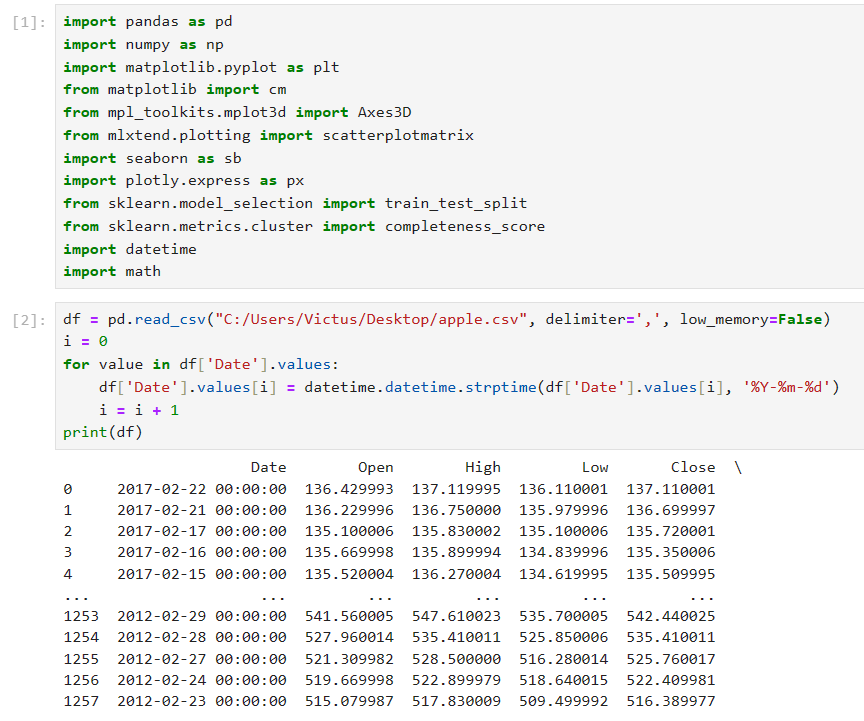 [1]: import pandas as pd
import numpy as np
import matplotlib.pyplot as plt
from matplotlib import cm
from mpl_toolkits.mplot3d import Axes3D
from mlxtend.plotting import scatterplotmatrix
import seaborn as sb
import plotly.express as px
from sklearn.model_selection import train_test_split
from sklearn.metrics.cluster import completeness_score
import datetime
import math
[2]: df = pd.read_csv("C:/Users/Victus/Desktop/apple.csv", delimiter=',', low_memory=False)
i = 0
for value in df['Date'].values:
    df['Date'].values[i] = datetime.datetime.strptime(df['Date'].values[i], '%Y-%m-%d')
    i = i + 1
print(df)
Date Open High Low Close \
0 2017-02-22 00:00:00 136.429993 137.119995 136.110001 137.110001
1 2017-02-21 00:00:00 136.229996 136.750000 135.979996 136.699997
2 2017-02-17 00:00:00 135.100006 135.830002 135.100006 135.720001
3 2017-02-16 00:00:00 135.669998 135.899994 134.839996 135.350006
4 2017-02-15 00:00:00 135.520004 136.270004 134.619995 135.509995
... ... ... ... ... ...
1253 2012-02-29 00:00:00 541.560005 547.610023 535.700005 542.440025
1254 2012-02-28 00:00:00 527.960014 535.410011 525.850006 535.410011
1255 2012-02-27 00:00:00 521.309982 528.500000 516.280014 525.760017
1256 2012-02-24 00:00:00 519.669998 522.899979 518.640015 522.409981
1257 2012-02-23 00:00:00 515.079987 517.830009 509.499992 516.389977